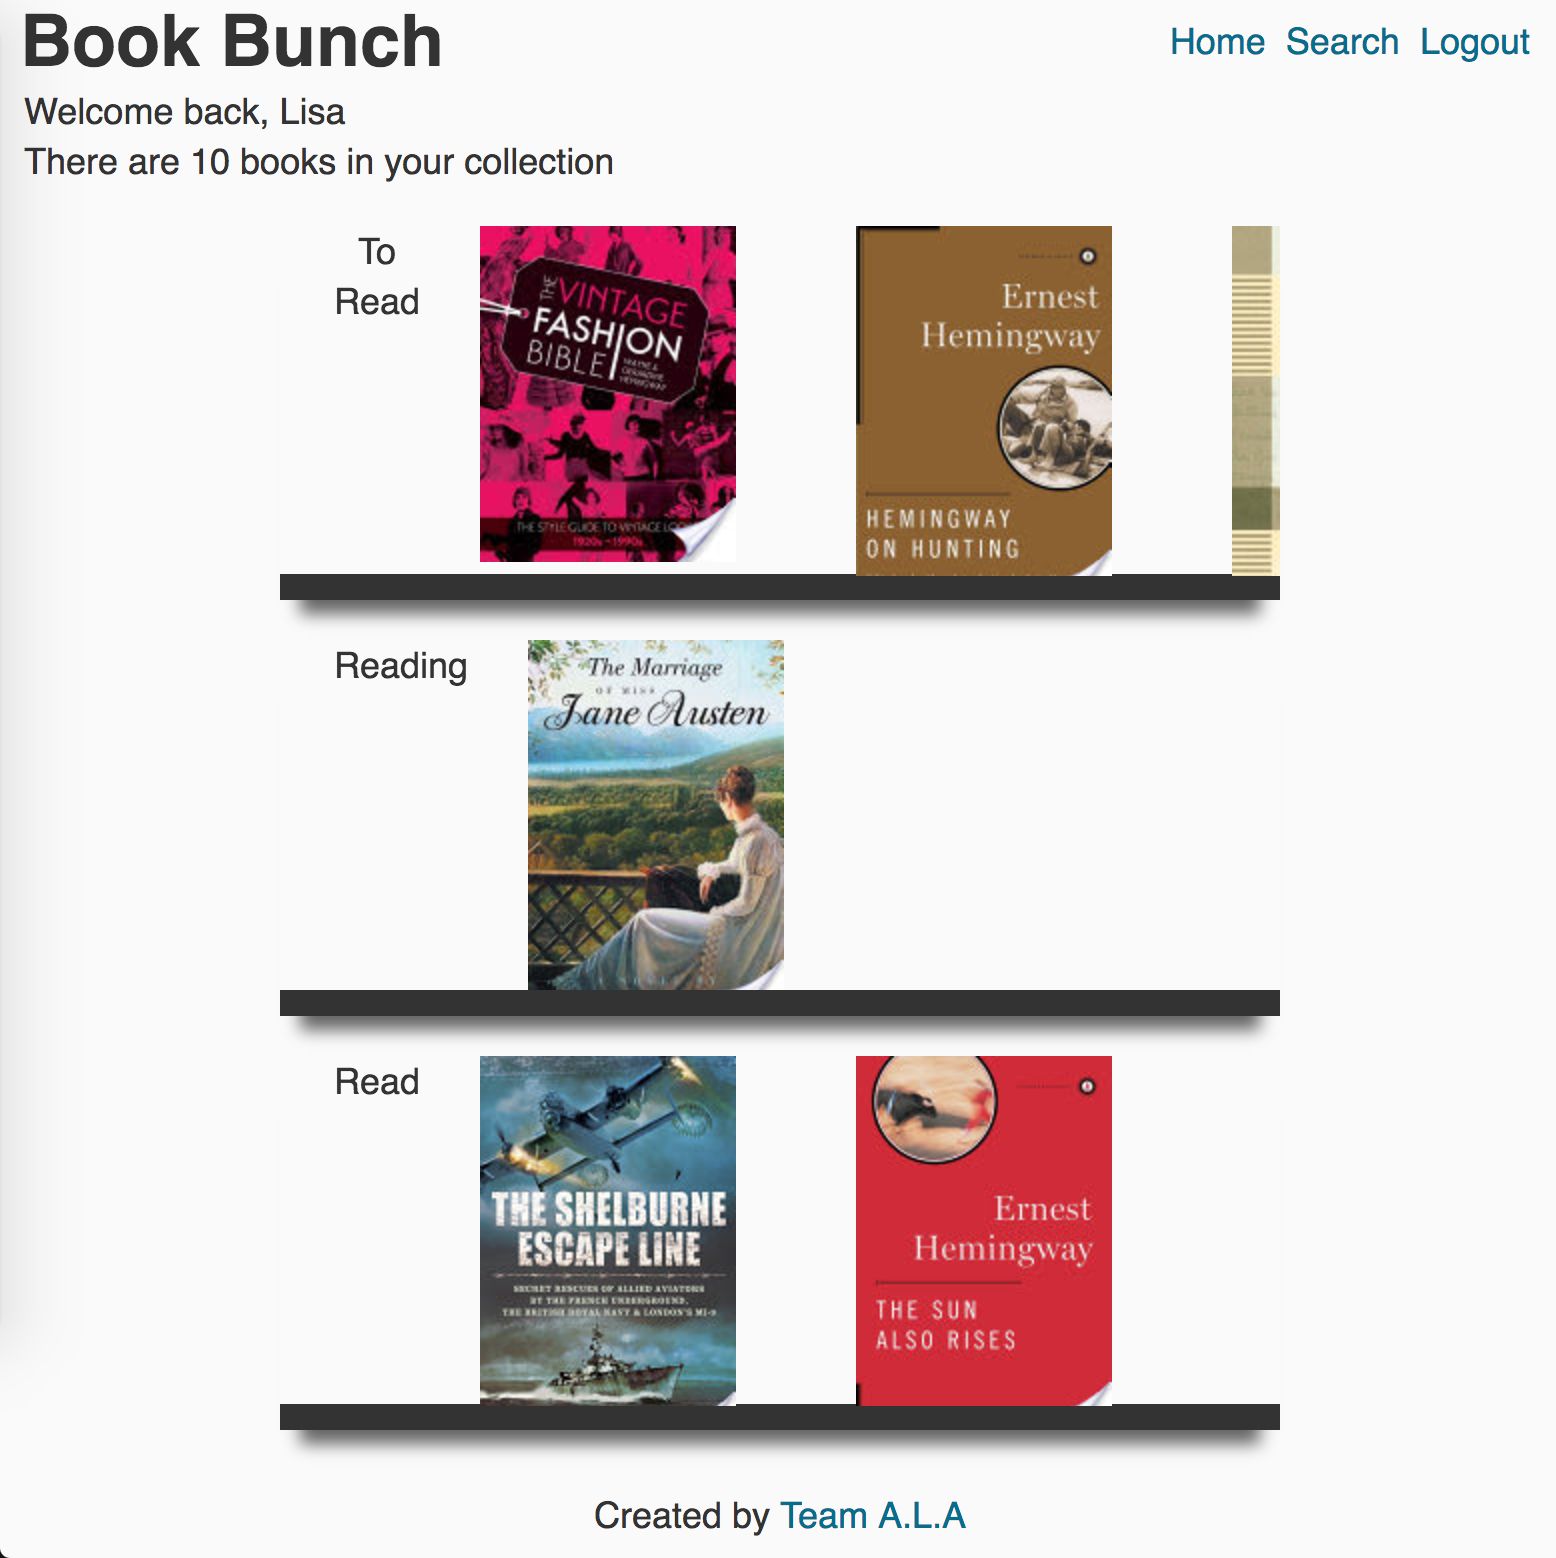 Book Bunch
Home Search Logout
Welcome back, Lisa
There are 10 books in your collection
To
Read
THE
VINTAGE
FASHION
BIBLE
WAYNE &
GERARDINE
HEMINGWAY
THE STYLE GUIDE TO VINTAGE
1920s - 1990s
Ernest
Hemingway
HEMINGWAY
ON HUNTING
Reading
The Marriage
OF MISS
Jane Austen
Read
THE SHELBURNE
ESCAPE LINE
SECRET RESCUES OF ALLIED AVIATORS
BY THE FRENCH UNDERGROUND,
THE BRITISH ROYAL NAVY & LONDON'S MI-9
Ernest
Hemingway
THE SUN
ALSO RISES
Created by Team A.L.A